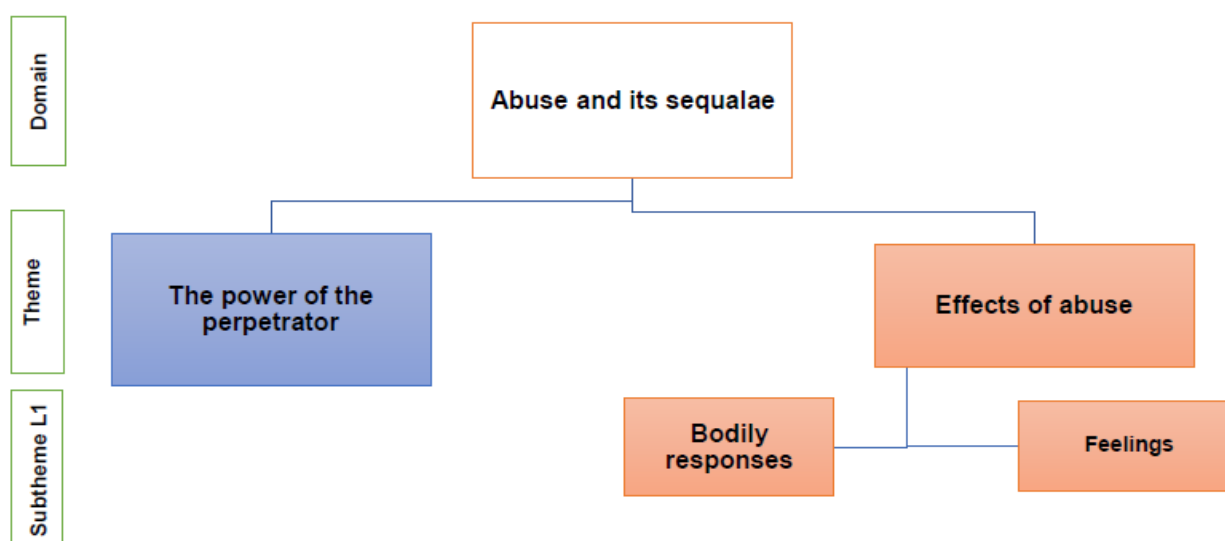 Domain
Abuse and its sequalae
Theme
The power of the
perpetrator
Effects of abuse
Subtheme L1
Bodily
responses
Feelings